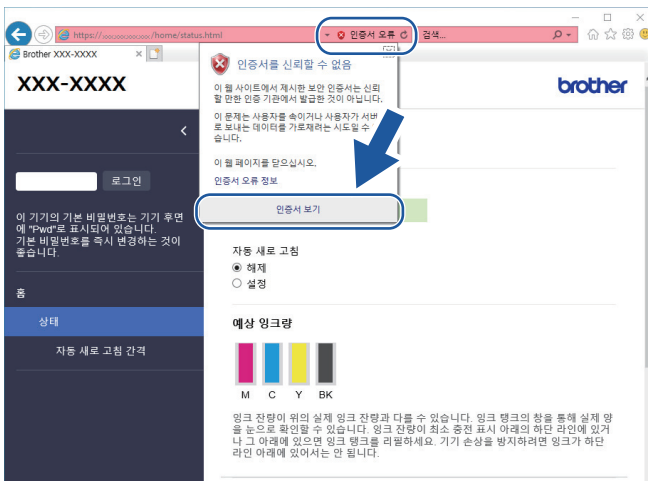 https://xxxxxxxxxxxxx/home/status.html
인증서 오류
검색...
Brother XXX-XXXX
인증서를 신뢰할 수 없음
이 웹 사이트에서 제시한 보안 인증서는 신뢰
할 만한 인증 기관에서 발급한 것이 아닙니다.
이 문제는 사용자를 속이거나 사용자가 서버
로 보내는 데이터를 가로채려는 시도일 수
습니다.
이 웹 페이지를 닫으십시오.
인증서 오류 정보
인증서 보기
XXX-XXXX
brother
로그인
이 기기의 기본 비밀번호는 기기 후면
에 "Pwd"로 표시되어 있습니다.
기본 비밀번호를 즉시 변경하는 것이
좋습니다.
홈
상태
자동 새로 고침 간격
자동 새로 고침
해제
설정
예상 잉크량
M C Y BK
잉크 잔량이 위의 실제 잉크 잔량과 다를 수 있습니다. 잉크 탱크의 창을 통해 실제 양
을 눈으로 확인할 수 있습니다. 잉크 잔량이 최소 충전 표시 아래의 하단 라인에 있거
나 그 아래에 있으면 잉크 탱크를 리필하세요. 기기 손상을 방지하려면 잉크가 하단
라인 아래에 있어서는 안 됩니다.